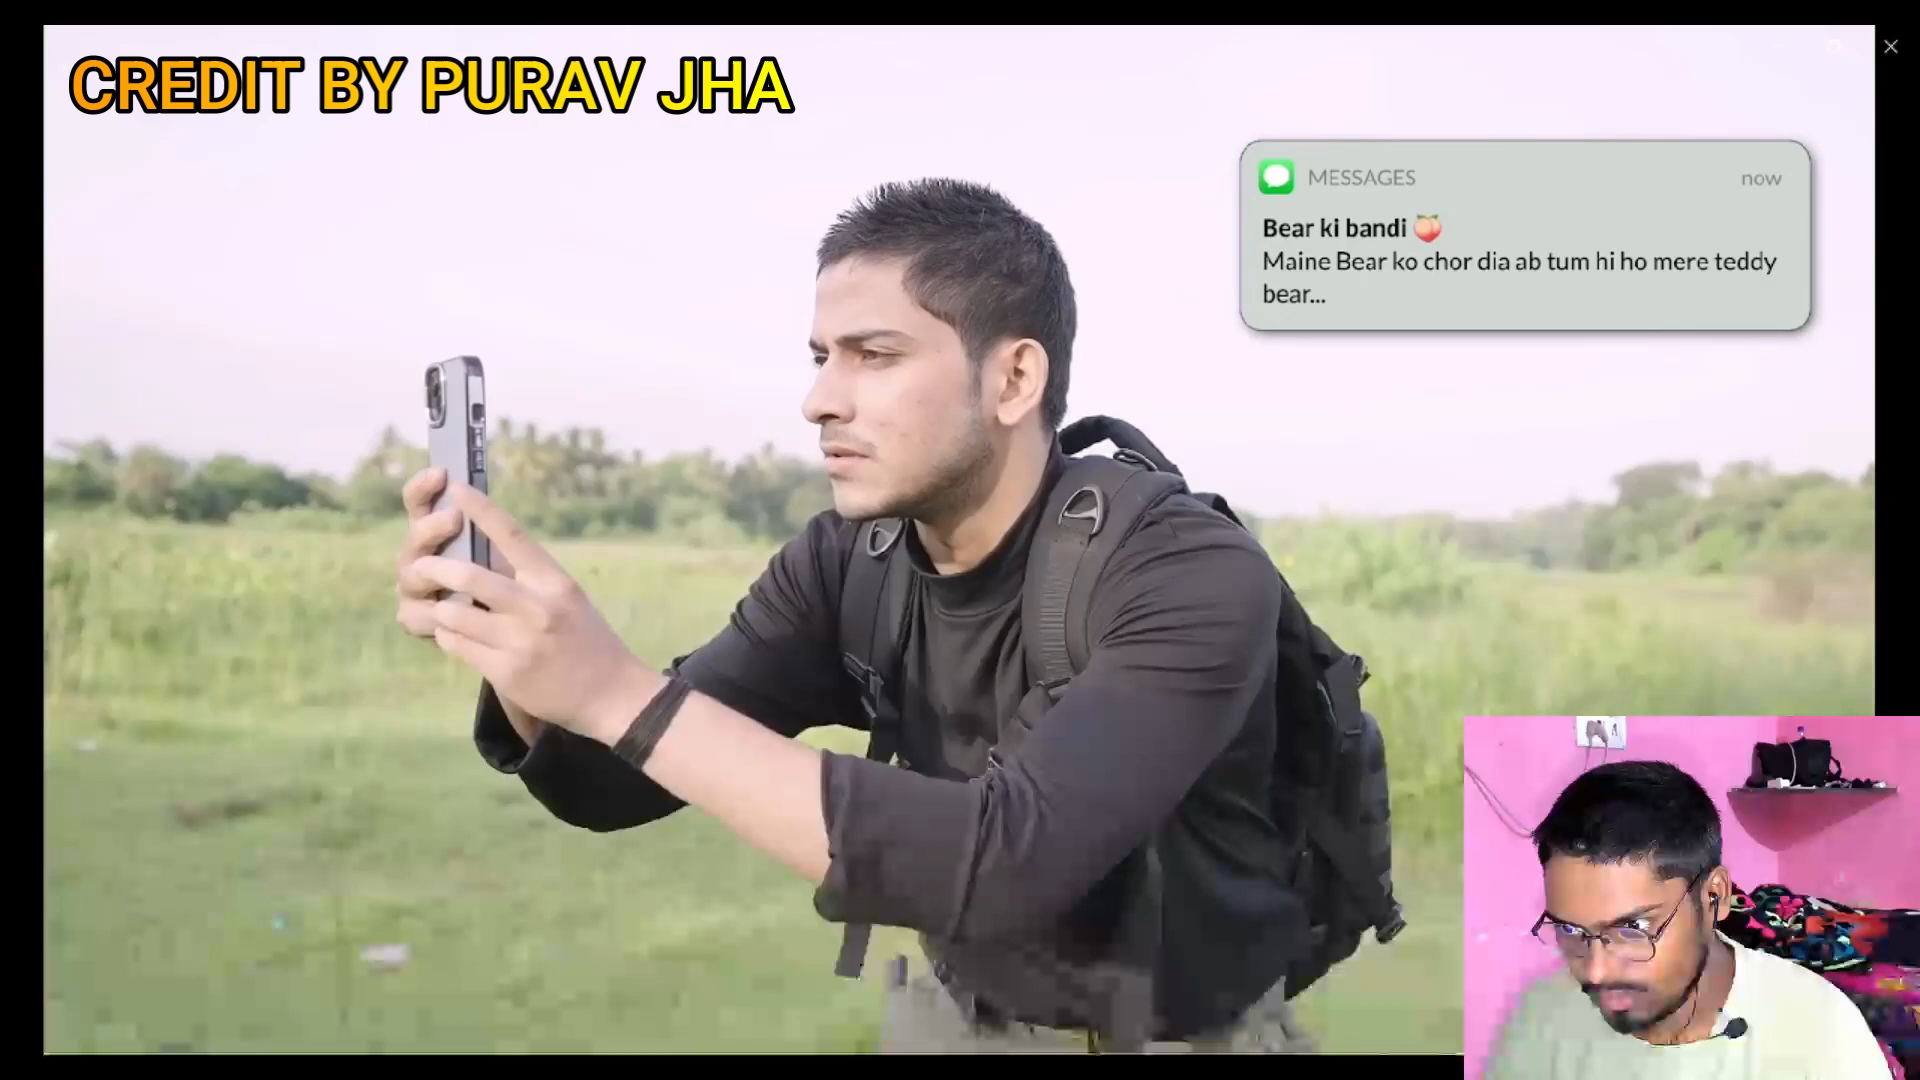 CREDIT BY PURAV JHA
MESSAGES
now
Bear ki bandi 🍑
Maine Bear ko chor dia ab tum hi ho mere teddy
bear...